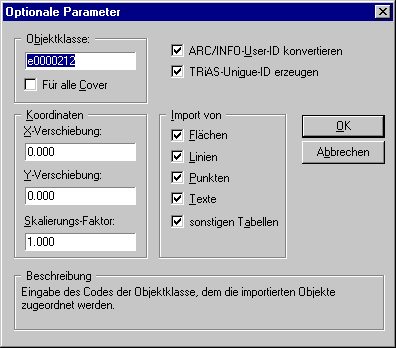 Optionale Parameter
Objektklasse:
e0000212
Für alle Cover
ARC/INFO-User-ID konvertieren
TRiAS-Unigue-ID erzeugen
Koordinaten
X-Verschiebung:
0.000
Y-Verschiebung:
0.000
Skalierungs-Faktor:
1.000
Import von
Flächen
Linien
Punkten
Texte
sonstigen Tabellen
OK
Abbrechen
Beschreibung
Eingabe des Codes der Objektklasse, dem die importierten Objekte
zugeordnet werden.